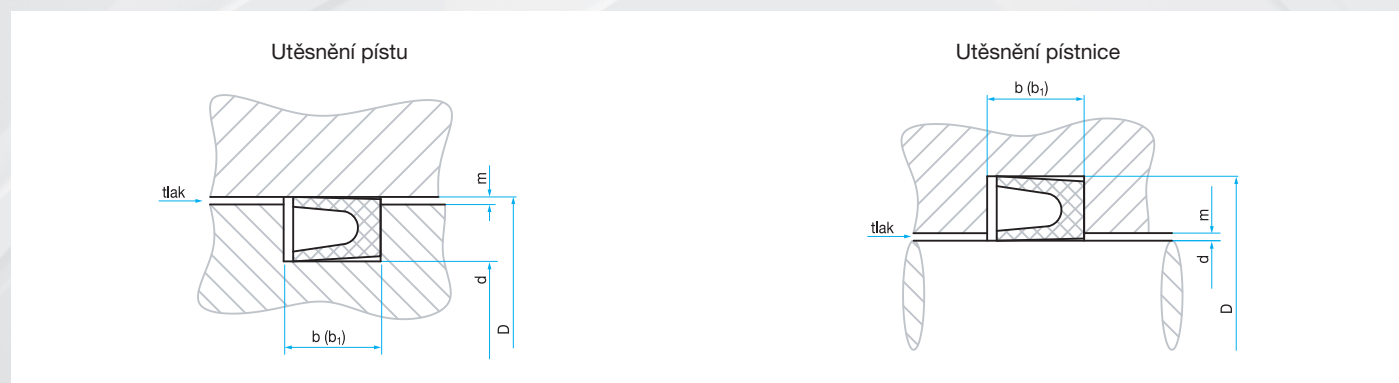 Utěsnění pístu
tlak
m
d
D
b (b₁)
Utěsnění pístnice
b (b₁)
tlak
m
d
D